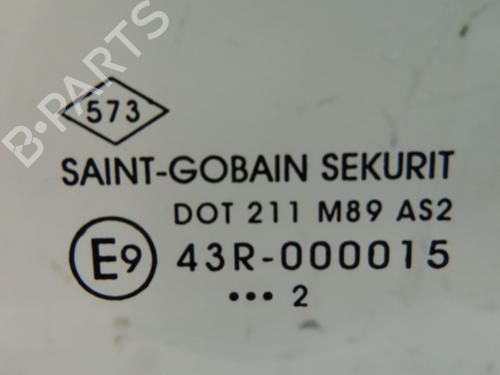 B-PARTS
573
SAINT-GOBAIN SEKURIT
DOT 211 M89 AS2
E9 43R-000015
••• 2